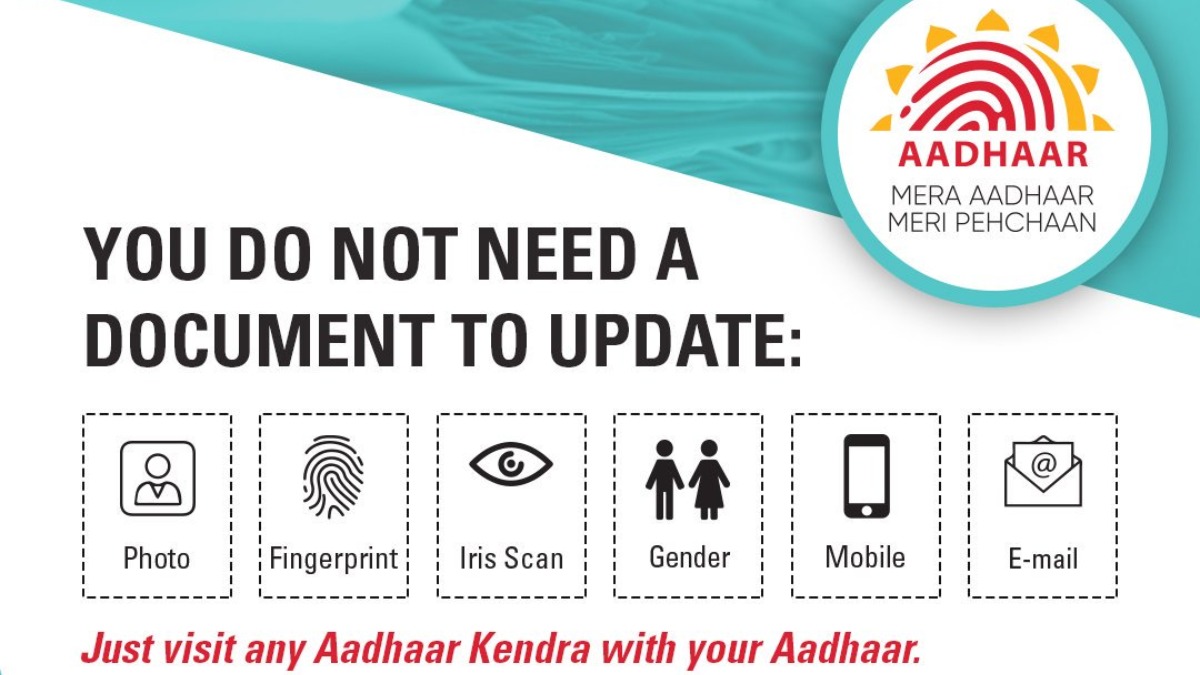 AADHAAR
MERA AADHAAR
MERI PEHCHAAN
YOU DO NOT NEED A
DOCUMENT TO UPDATE:
@
Photo
Fingerprint
Iris Scan
Gender
Mobile
E-mail
Just visit any Aadhaar Kendra with your Aadhaar.